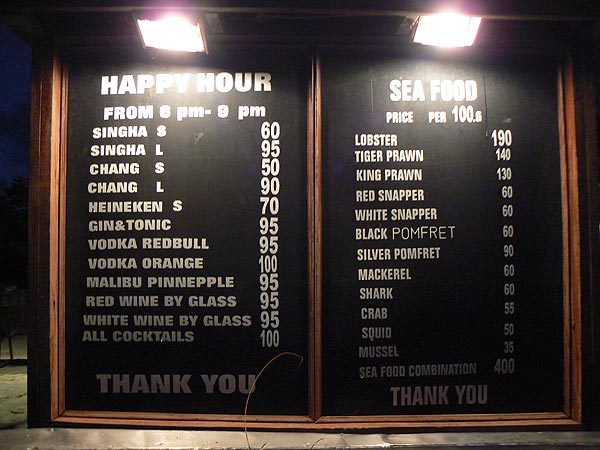 HAPPY HOUR
FROM 6 pm- 9 pm
SINGHA S 60
SINGHA L 95
CHANG S 50
CHANG L 90
HEINEKEN S 70
GIN&TONIC 95
VODKA REDBULL 95
VODKA ORANGE 100
MALIBU PINNEPPLE 95
RED WINE BY GLASS 95
WHITE WINE BY GLASS 95
ALL COCKTAILS 100
THANK YOU
SEA FOOD
PRICE PER 100.s
LOBSTER 190
TIGER PRAWN 140
KING PRAWN 130
RED SNAPPER 60
WHITE SNAPPER 60
BLACK POMFRET 60
SILVER POMFRET 90
MACKEREL 60
SHARK 60
CRAB 55
SQUID 50
MUSSEL 35
SEA FOOD COMBINATION 400
THANK YOU